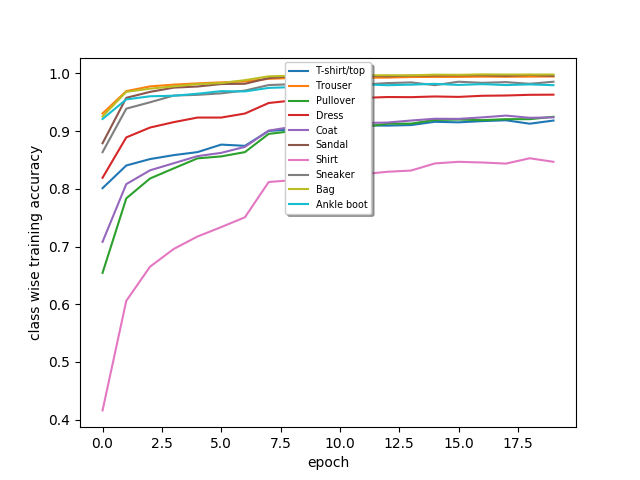 1.0
0.9
0.8
0.7
0.6
0.5
0.4
class wise training accuracy
T-shirt/top
Trouser
Pullover
Dress
Coat
Sandal
Shirt
Sneaker
Bag
Ankle boot
0.0 2.5 5.0 7.5 10.0 12.5 15.0 17.5
epoch